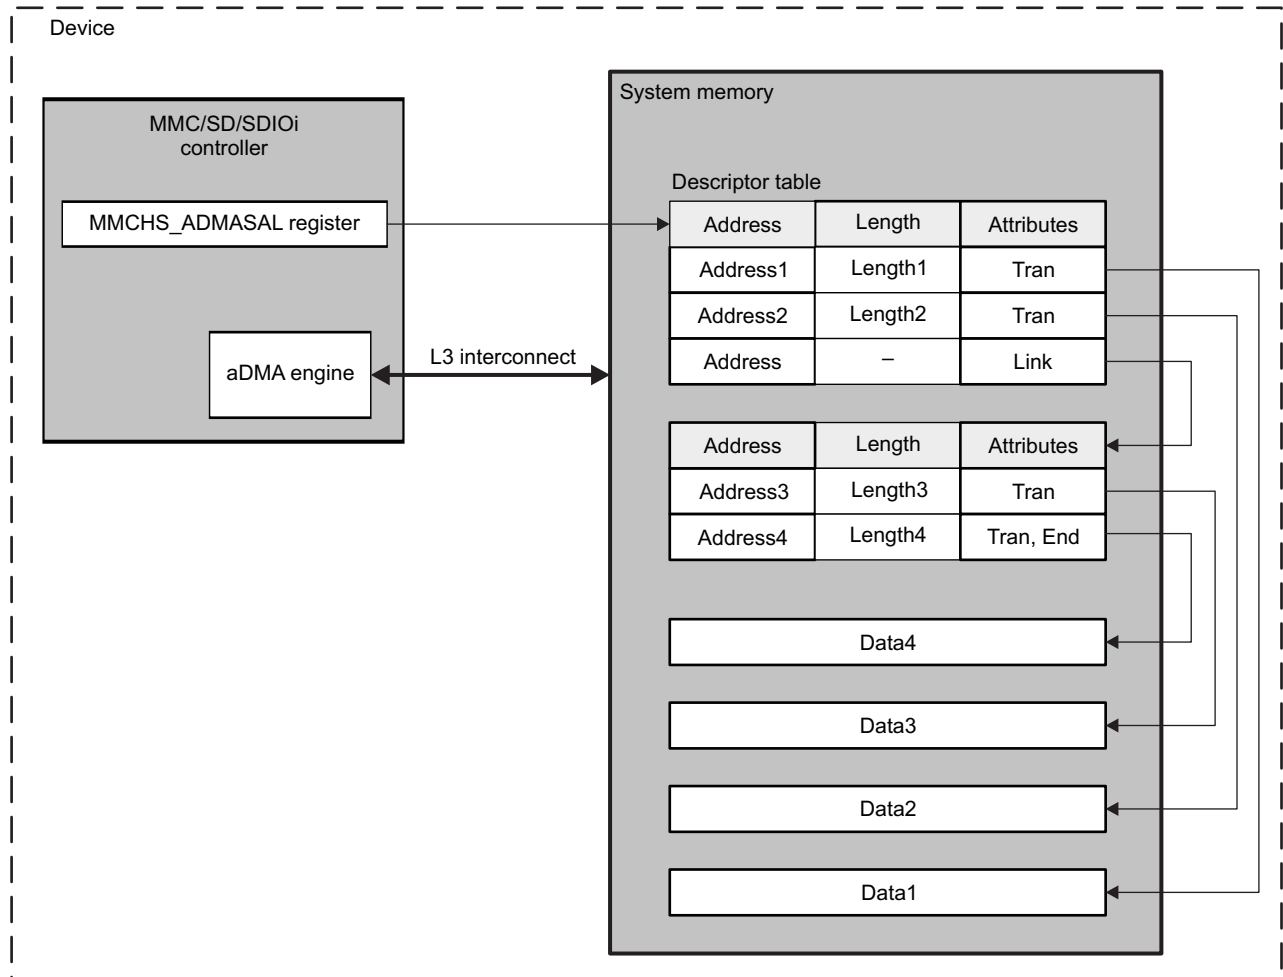 Device
System memory
MMC/SD/SDIOi
controller
MMCHS_ADMASAL register
aDMA engine
L3 interconnect
Descriptor table
Address Length Attributes
Address1 Length1 Tran
Address2 Length2 Tran
Address – Link
Address Length Attributes
Address3 Length3 Tran
Address4 Length4 Tran, End
Data4
Data3
Data2
Data1